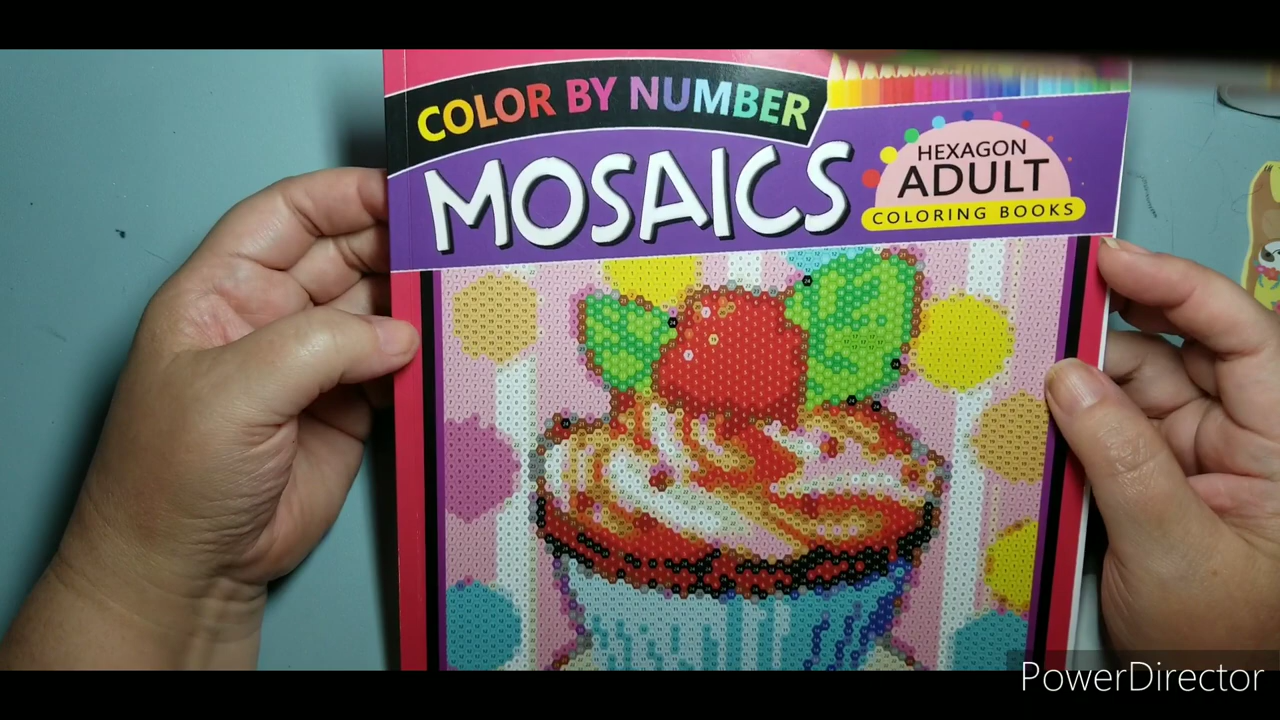 COLOR BY NUMBER
MOSAICS
HEXAGON
ADULT
COLORING BOOKS
PowerDirector